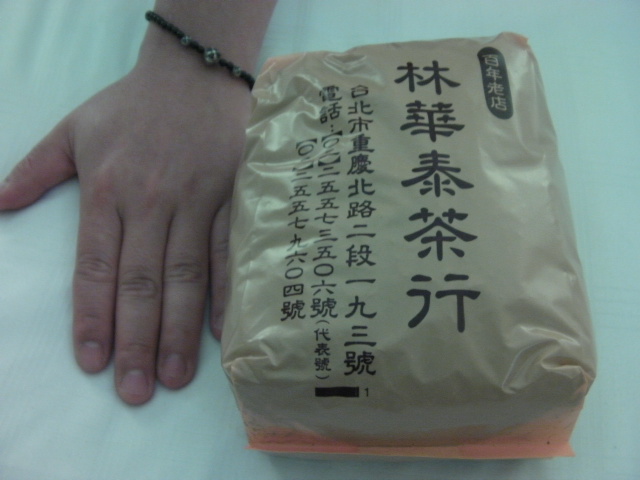 百年老店
林華泰茶行
台北市重慶北路二段一九三號
電話:【〇二】二五五七三五〇六號(代表號)
【〇二】二五五七九六〇四號
1